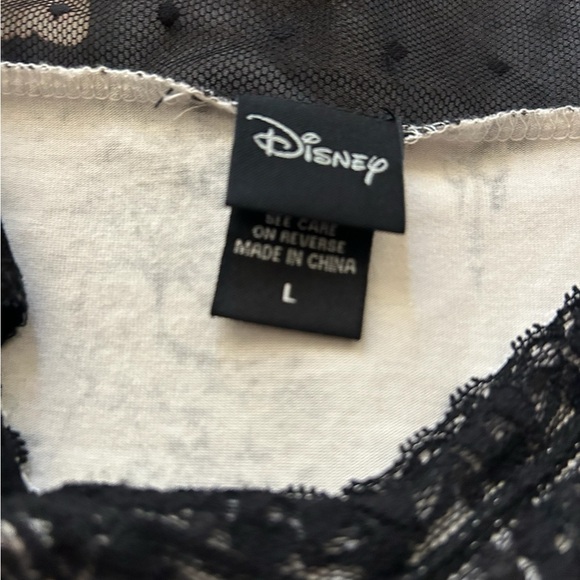 Disney
SEE CARE
ON REVERSE
MADE IN CHINA
L